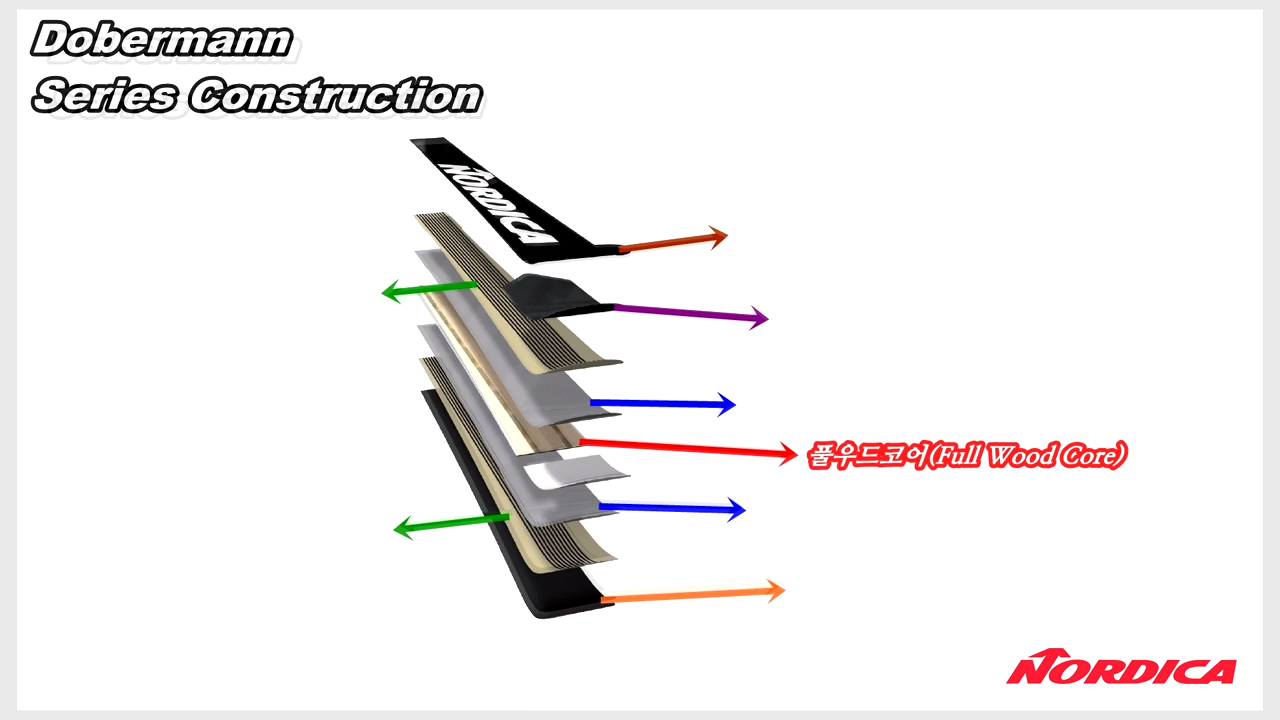 Dobermann
Series Construction
NORDICA
풀우드코어(Full Wood Core)
NORDICA